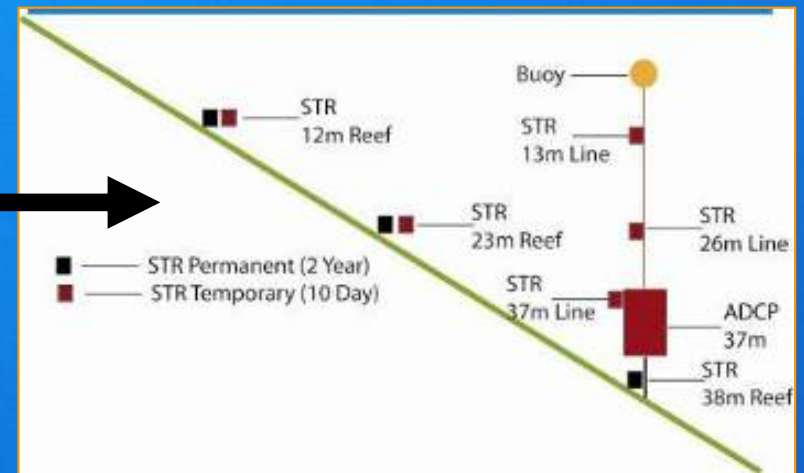 Buoy
STR
12m Reef
STR
13m Line
STR
23m Reef
STR
26m Line
STR Permanent (2 Year)
STR Temporary (10 Day)
STR
37m Line
ADCP
37m
STR
38m Reef